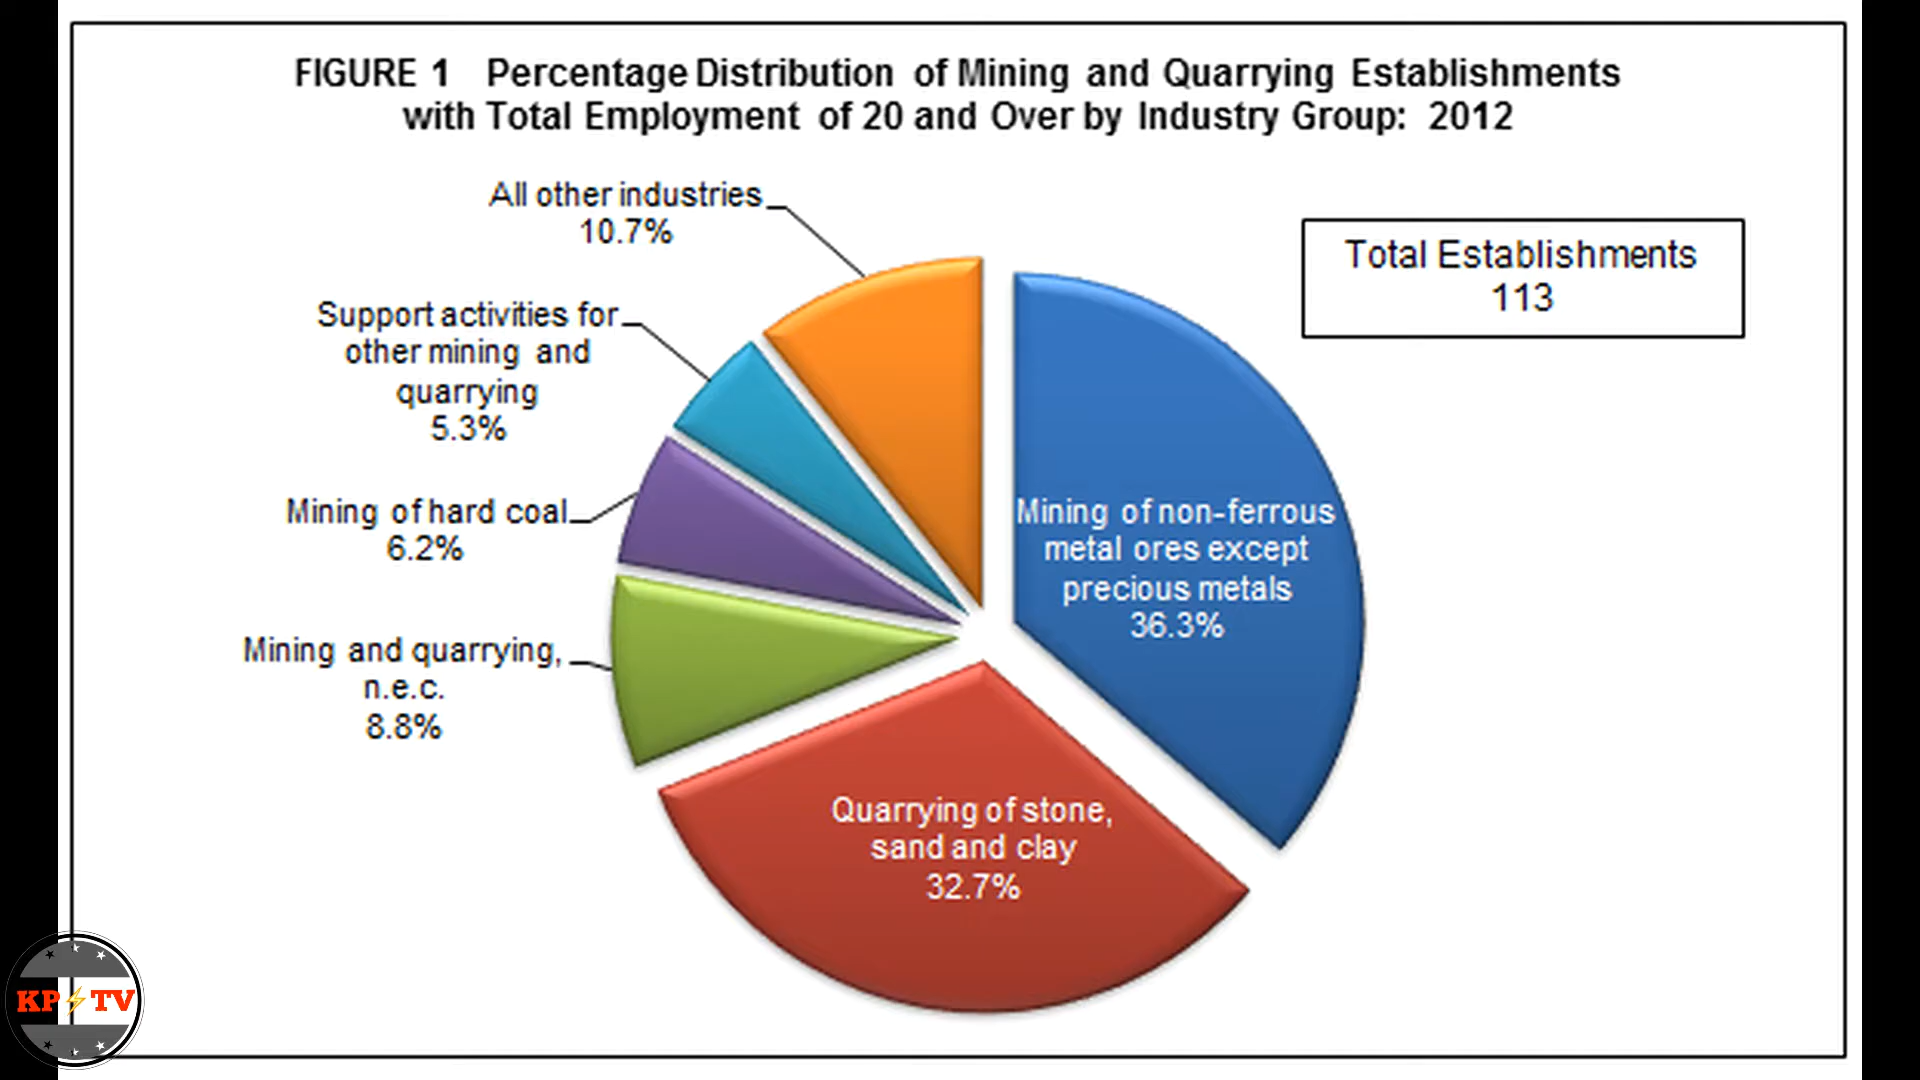 FIGURE 1 Percentage Distribution of Mining and Quarrying Establishments
with Total Employment of 20 and Over by Industry Group: 2012
All other industries
10.7%
Total Establishments
113
Support activities for
other mining and
quarrying
5.3%
Mining of hard coal
6.2%
Mining of non-ferrous
metal ores except
precious metals
36.3%
Mining and quarrying,
n.e.c.
8.8%
Quarrying of stone,
sand and clay
32.7%
KP TV